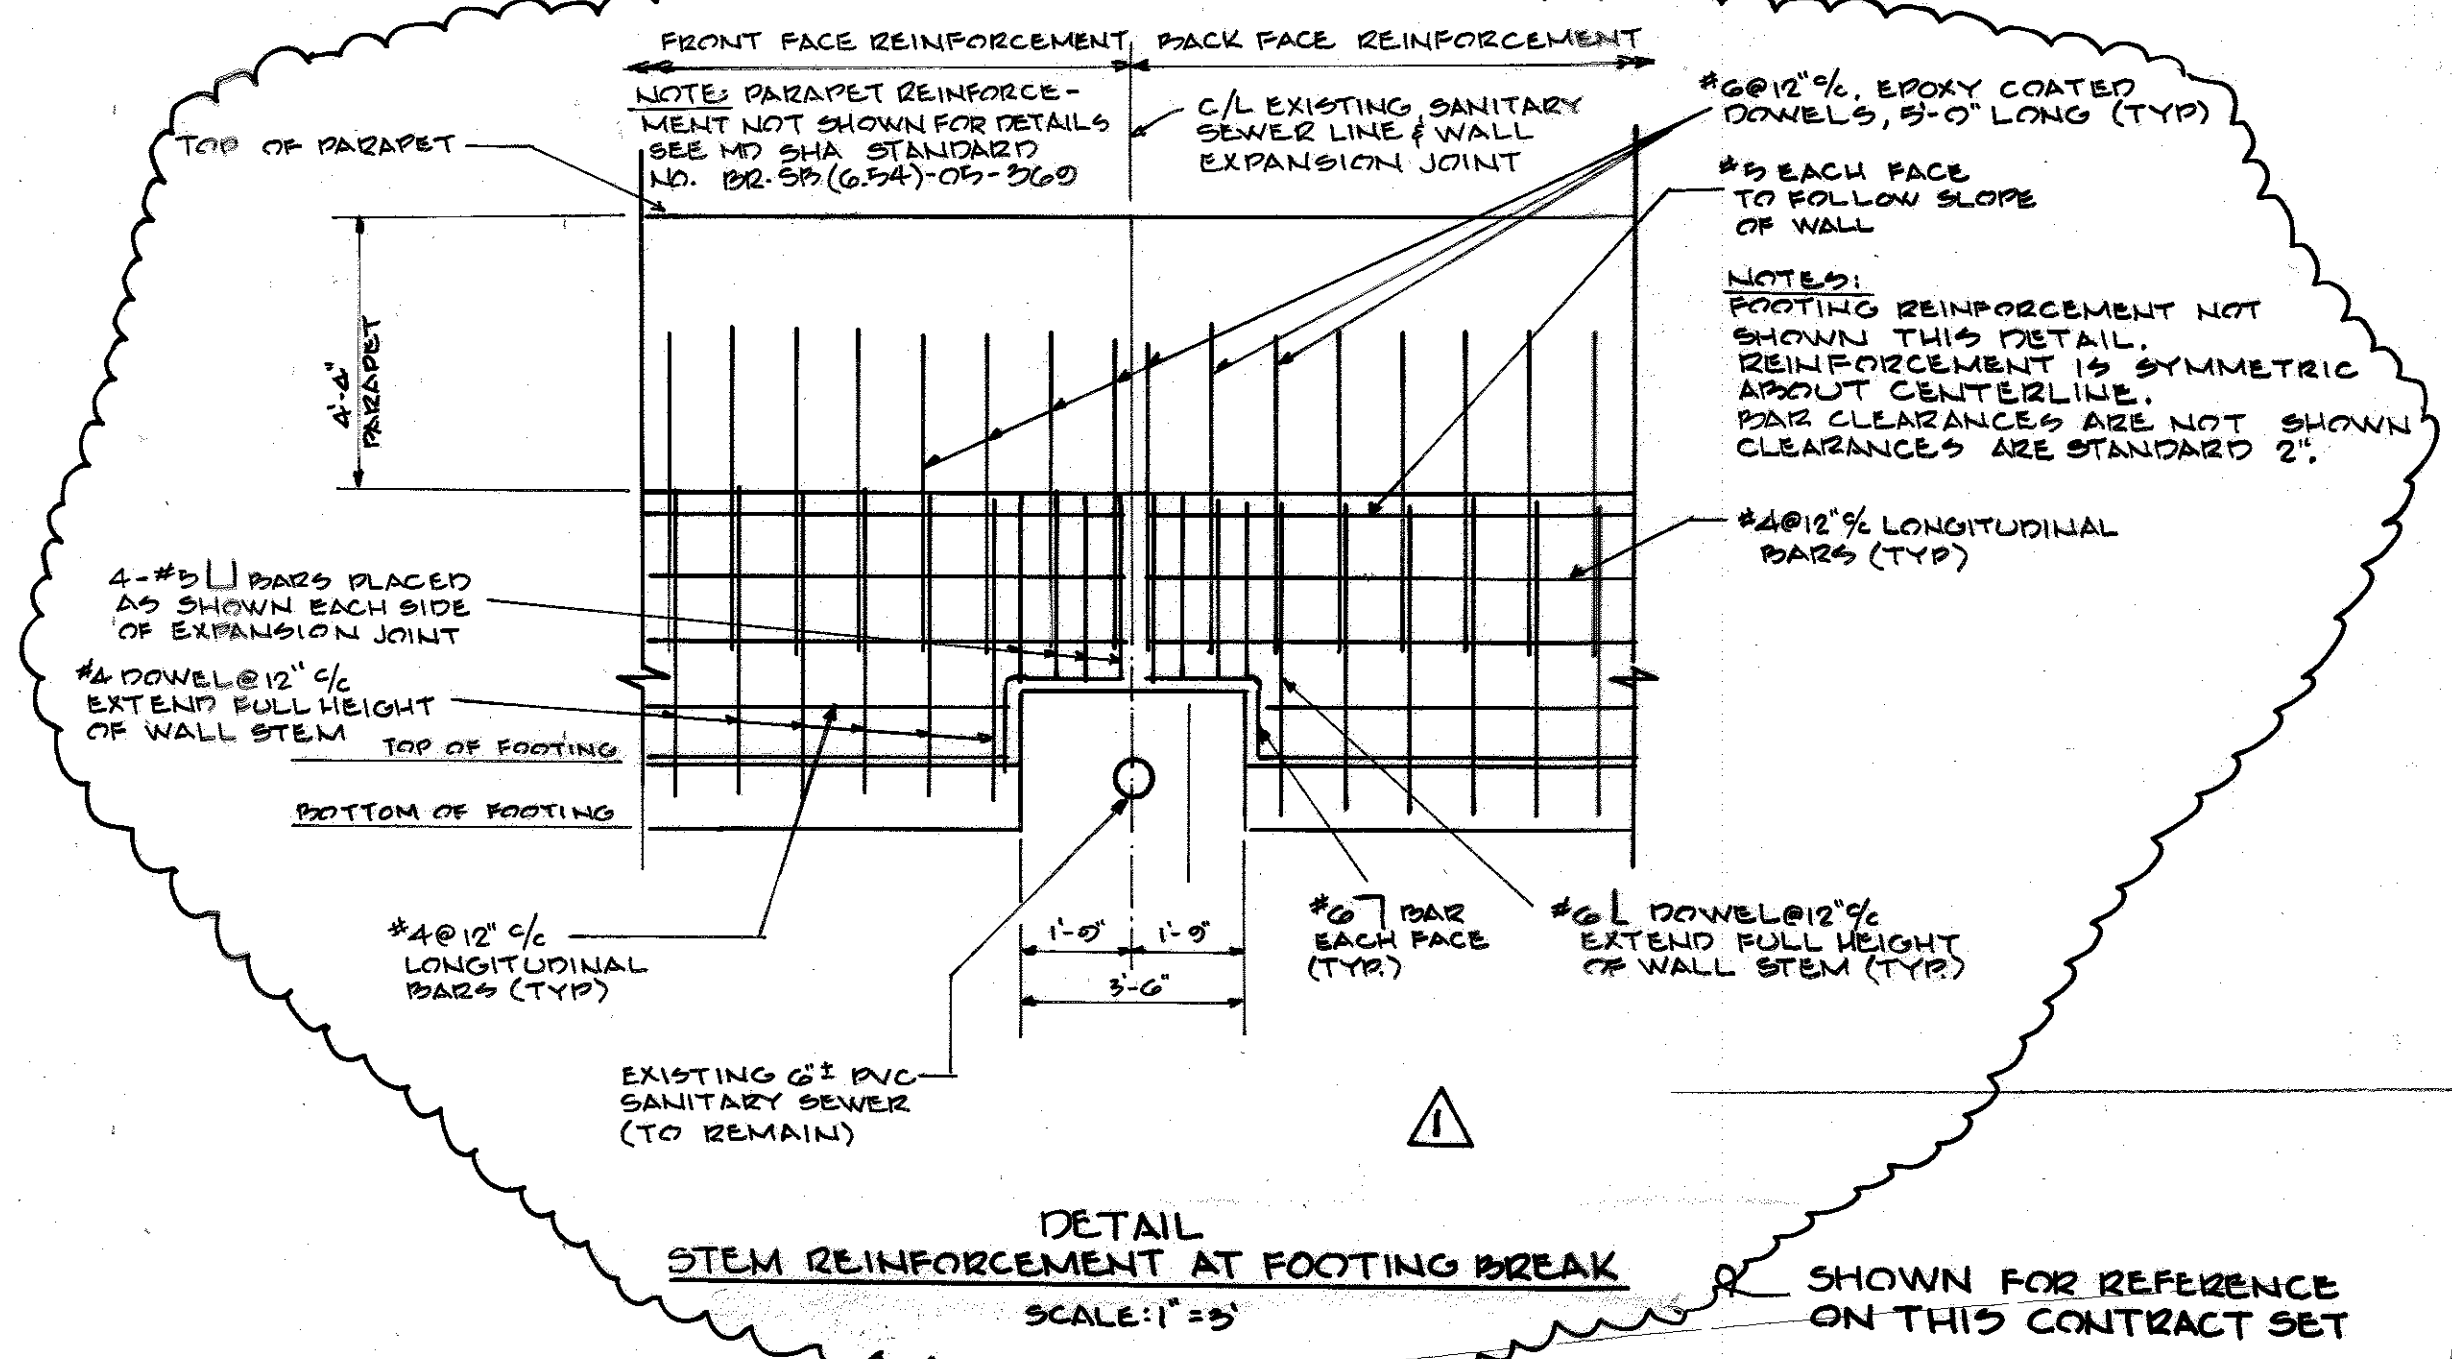 FRONT FACE REINFORCEMENT
BACK FACE REINFORCEMENT
NOTE: PARAPET REINFORCE-
MENT NOT SHOWN FOR DETAILS
SEE MD SHA STANDARD
NO. BR-SB(6.54)-05-369
C/L EXISTING SANITARY
SEWER LINE & WALL
EXPANSION JOINT
#6@12" c/c, EPOXY COATED
DOWELS, 5'-0" LONG (TYP)
TOP OF PARAPET
#5 EACH FACE
TO FOLLOW SLOPE
OF WALL
NOTES:
FOOTING REINFORCEMENT NOT
SHOWN THIS DETAIL.
REINFORCEMENT IS SYMMETRIC
ABOUT CENTERLINE.
BAR CLEARANCES ARE NOT SHOWN
CLEARANCES ARE STANDARD 2".
4'-4"
PARAPET
#4@12" c/c LONGITUDINAL
BARS (TYP)
4-#5 BARS PLACED
AS SHOWN EACH SIDE
OF EXPANSION JOINT
#4 DOWEL@12" c/c
EXTEND FULL HEIGHT
OF WALL STEM
TOP OF FOOTING
BOTTOM OF FOOTING
#4@12" c/c
LONGITUDINAL
BARS (TYP)
1'-9" 1'-9"
3'-6"
#6 BAR
EACH FACE
(TYP.)
#6 L DOWEL@12" c/c
EXTEND FULL HEIGHT
OF WALL STEM (TYP.)
EXISTING 6"± PVC
SANITARY SEWER
(TO REMAIN)
1
DETAIL
STEM REINFORCEMENT AT FOOTING BREAK
SCALE: 1" = 3'
SHOWN FOR REFERENCE
ON THIS CONTRACT SET